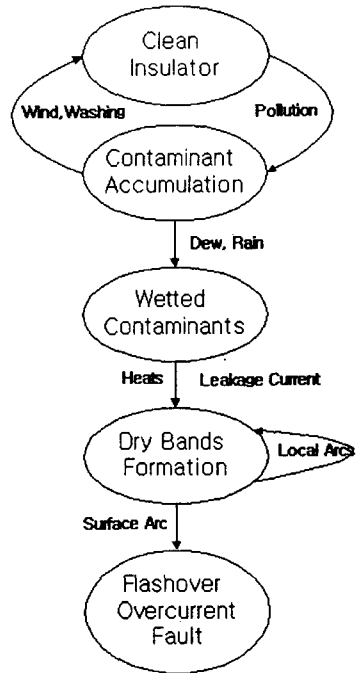 Clean
Insulator
Wind,Washing
Pollution
Contaminant
Accumulation
Dew, Rain
Wetted
Contaminants
Heats
Leakage Current
Dry Bands
Formation
Local Arcs
Surface Arc
Flashover
Overcurrent
Fault